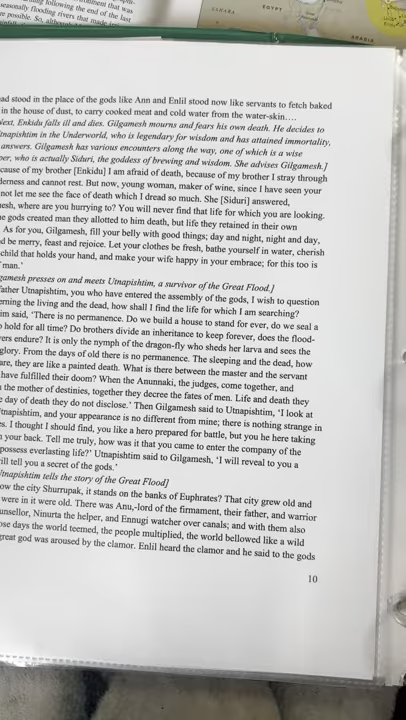 seasonally flooding rivers that made
SAHARA
EGYPT
ARABIA
stood in the place of the gods like Ann and Enlil stood now like servants to fetch baked
in the house of dust, to carry cooked meat and cold water from the water-skin….
Next, Enkidu falls ill and dies. Gilgamesh mourns and fears his own death. He decides to
in the Underworld, who is legendary for wisdom and has attained immortality,
answers. Gilgamesh has various encounters along the way, one of which is a wise
who is actually Siduri, the goddess of brewing and wisdom. She advises Gilgamesh.]
cause of my brother [Enkidu] I am afraid of death, because of my brother I stray through
derness and cannot rest. But now, young woman, maker of wine, since I have seen your
not let me see the face of death which I dread so much. She [Siduri] answered,
esh, where are you hurrying to? You will never find that life for which you are looking.
e gods created man they allotted to him death, but life they retained in their own
As for you, Gilgamesh, fill your belly with good things; day and night, night and day,
d be merry, feast and rejoice. Let your clothes be fresh, bathe yourself in water, cherish
child that holds your hand, and make your wife happy in your embrace; for this too is
man.'
gamesh presses on and meets Utnapishtim, a survivor of the Great Flood.]
ather Utnapishtim, you who have entered the assembly of the gods, I wish to question
erning the living and the dead, how shall I find the life for which I am searching?
im said, 'There is no permanence. Do we build a house to stand for ever, do we seal a
hold for all time? Do brothers divide an inheritance to keep forever, does the flood-
vers endure? It is only the nymph of the dragon-fly who sheds her larva and sees the
glory. From the days of old there is no permanence. The sleeping and the dead, how
are, they are like a painted death. What is there between the master and the servant
have fulfilled their doom? When the Anunnaki, the judges, come together, and
the mother of destinies, together they decree the fates of men. Life and death they
e day of death they do not disclose.' Then Gilgamesh said to Utnapishtim, 'I look at
tnapishtim, and your appearance is no different from mine; there is nothing strange in
s. I thought I should find, you like a hero prepared for battle, but you he here taking
your back. Tell me truly, how was it that you came to enter the company of the
possess everlasting life?' Utnapishtim said to Gilgamesh, 'I will reveal to you a
ill tell you a secret of the gods.'
tnapishtim tells the story of the Great Flood]
ow the city Shurrupak, it stands on the banks of Euphrates? That city grew old and
were in it were old. There was Anu,-lord of the firmament, their father, and warrior
unsellor, Ninurta the helper, and Ennugi watcher over canals; and with them also
ose days the world teemed, the people multiplied, the world bellowed like a wild
great god was aroused by the clamor. Enlil heard the clamor and he said to the gods
10